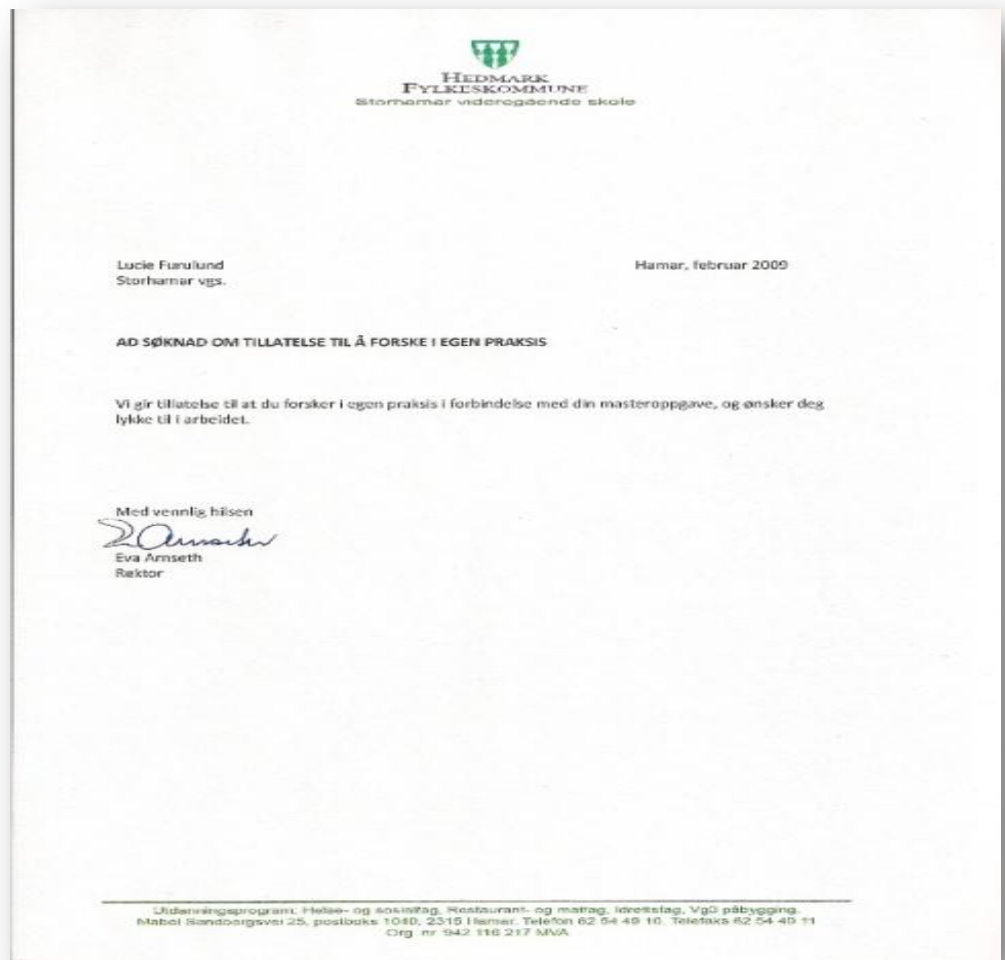 HEDMARK
FYLKESKOMMUNE
Storhamar videregående skole
Lucie Furulund
Hamar, februar 2009
Storhamar vgs.
AD SØKNAD OM TILLATELSE TIL Å FORSKE I EGEN PRAKSIS
Vi gir tillatelse til at du forsker i egen praksis i forbindelse med din masteroppgave, og ønsker deg
lykke til i arbeidet.
Med vennlig hilsen
Eva Arnseth
Rektor
Utdanningsprogram: Helse- og sosialfag, Restaurant- og matfag, Idrettsfag, Vg3 påbygging.
Mabel Sandbergsvei 25, postboks 1040, 2315 Hamar. Telefon 62 54 49 10. Telefaks 62 54 49 11
Org. nr 942 116 217 MVA